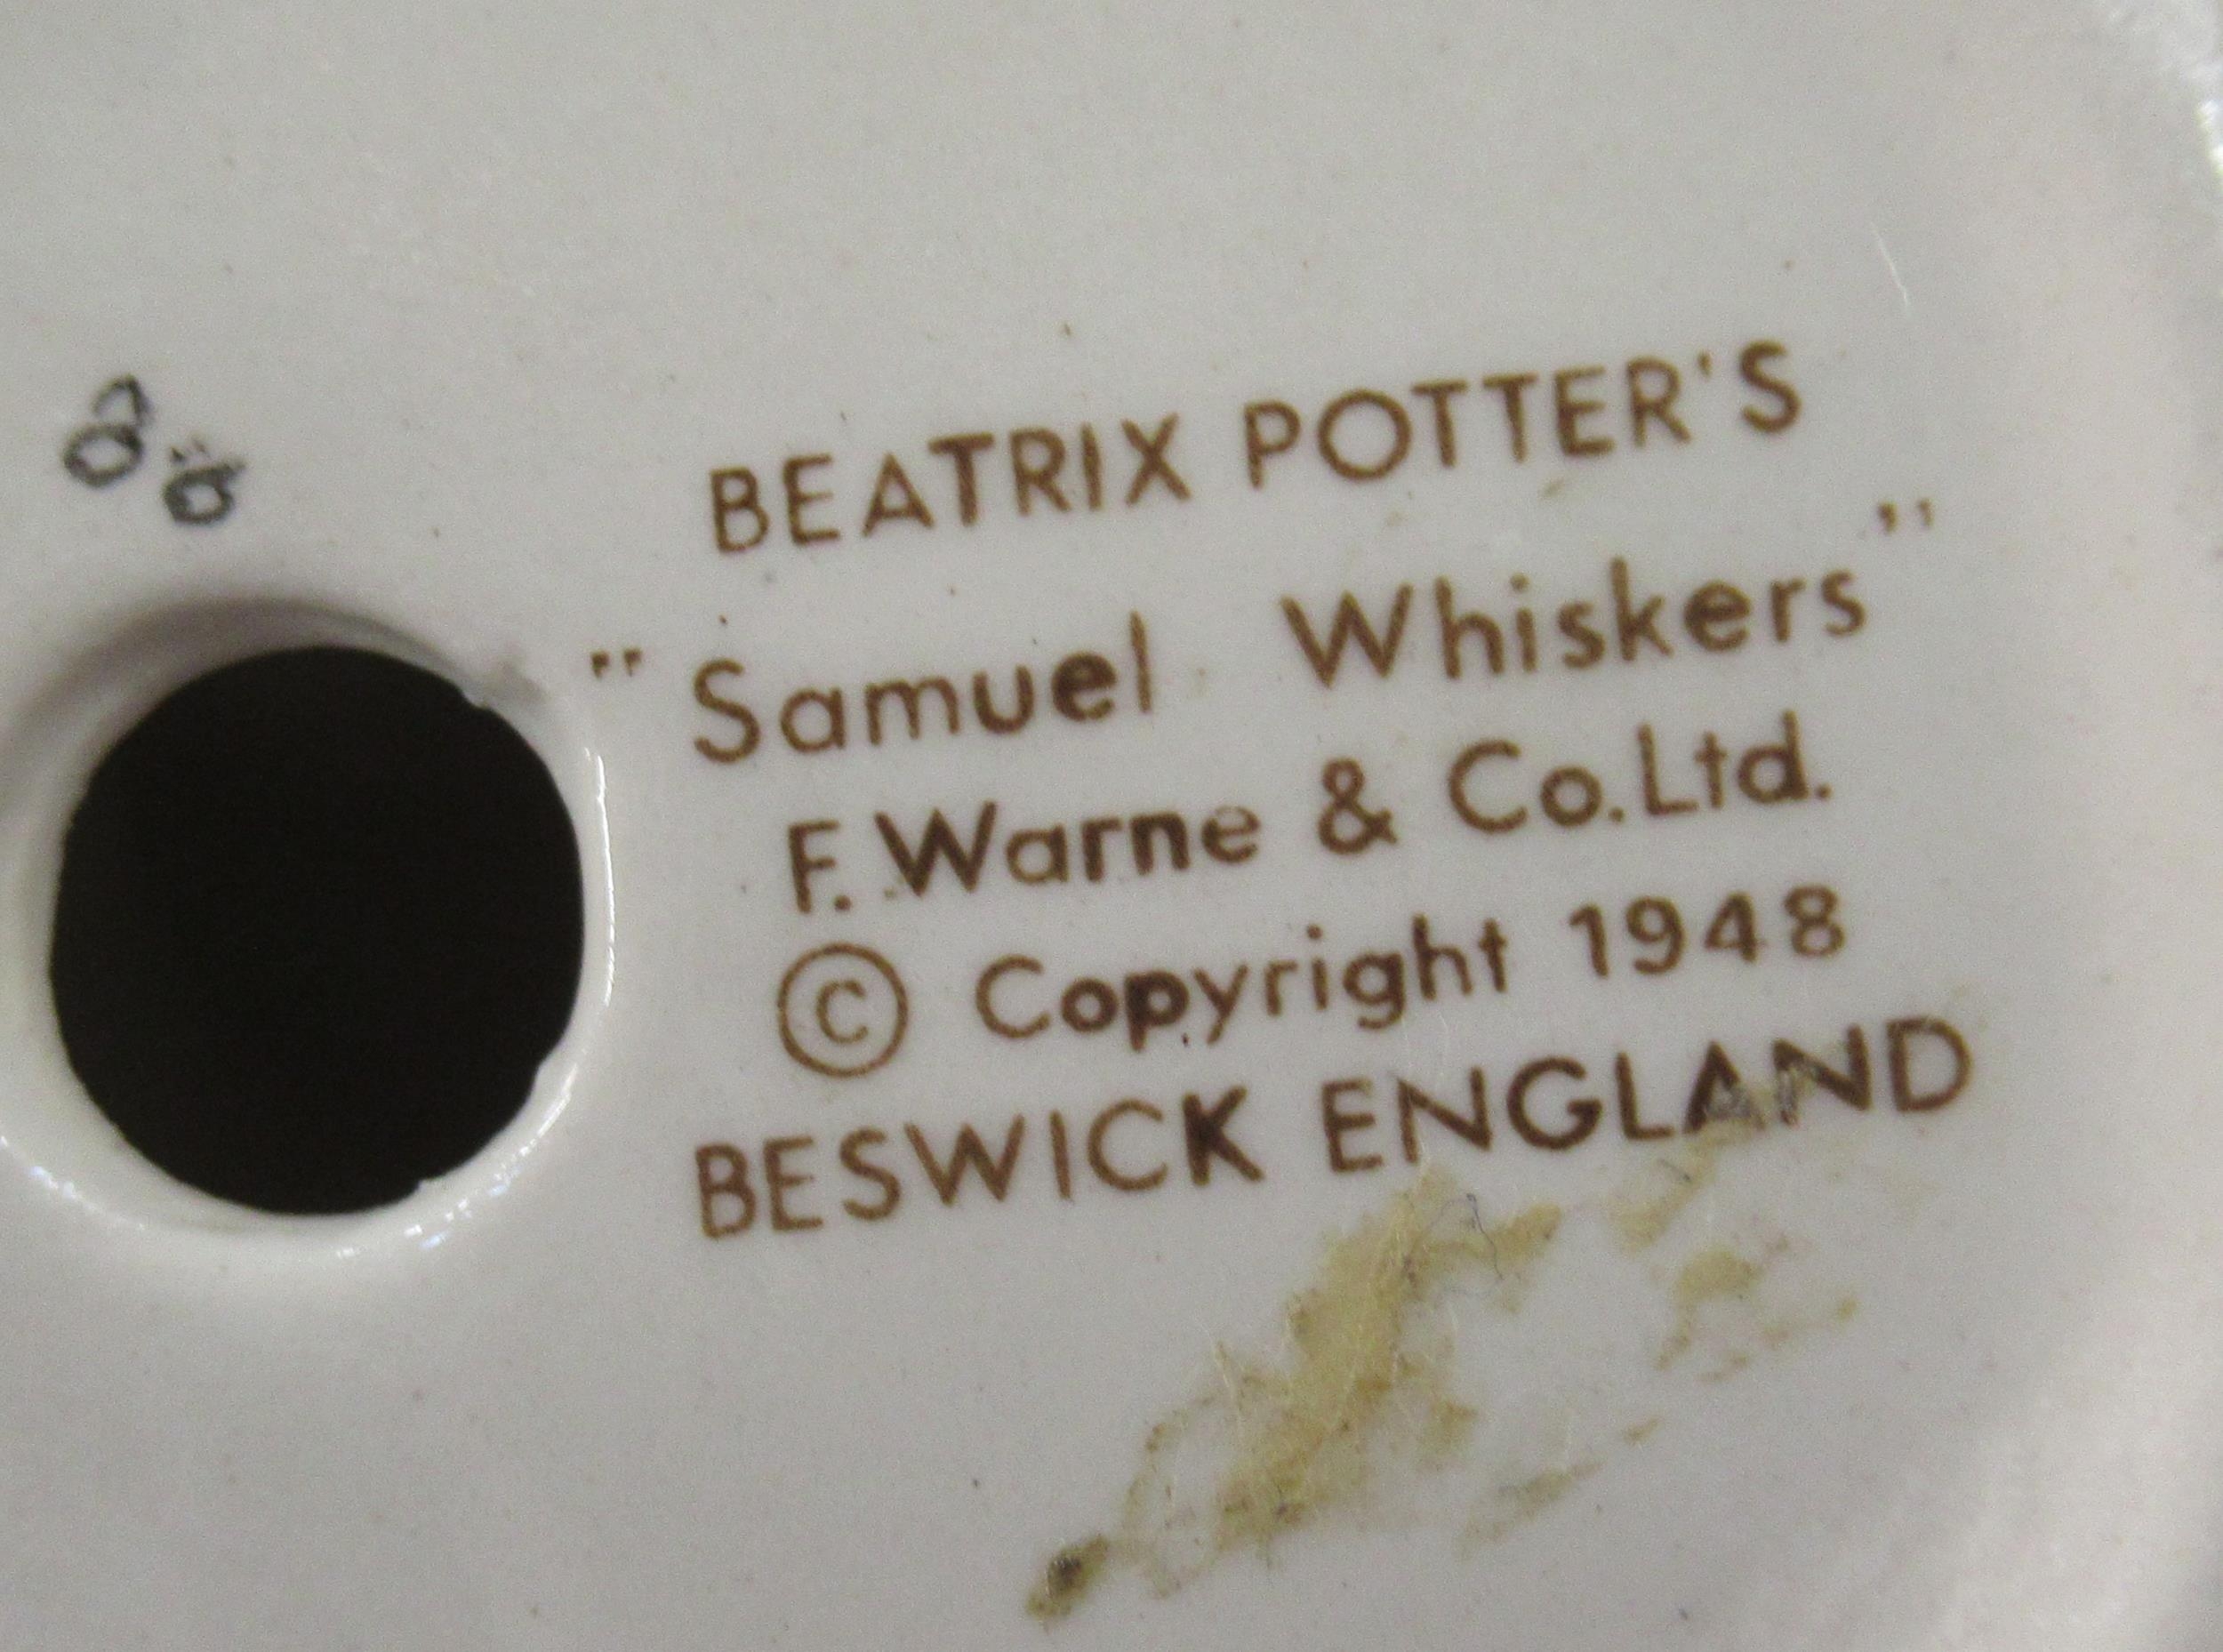 BEATRIX POTTER'S
"Samuel Whiskers"
F. Warne & Co. Ltd.
© Copyright 1948
BESWICK ENGLAND